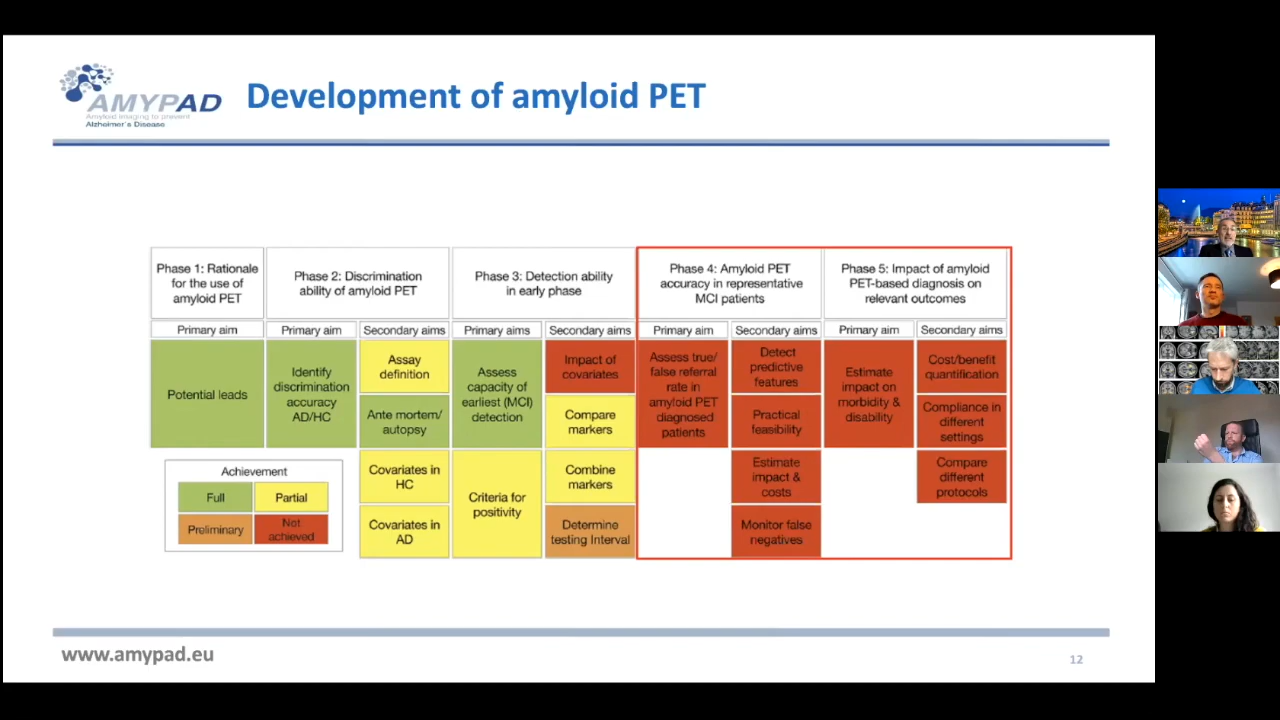 AMYPAD
Amyloid imaging to prevent
Alzheimer's Disease
Development of amyloid PET
Phase 1: Rationale
for the use of
amyloid PET
Phase 2: Discrimination
ability of amyloid PET
Phase 3: Detection ability
in early phase
Phase 4: Amyloid PET
accuracy in representative
MCI patients
Phase 5: Impact of amyloid
PET-based diagnosis on
relevant outcomes
Primary aim
Primary aim
Secondary aims
Primary aims
Secondary aims
Primary aim
Secondary aims
Primary aim
Secondary aims
Potential leads
Identify
discrimination
accuracy
AD/HC
Assay
definition
Ante mortem/
autopsy
Covariates in
HC
Covariates in
AD
Assess
capacity of
earliest (MCI)
detection
Criteria for
positivity
Impact of
covariates
Compare
markers
Combine
markers
Determine
testing Interval
Assess true/
false referral
rate in
amyloid PET
diagnosed
patients
Detect
predictive
features
Practical
feasibility
Estimate
impact &
costs
Monitor false
negatives
Estimate
impact on
morbidity &
disability
Cost/benefit
quantification
Compliance in
different
settings
Compare
different
protocols
Achievement
Full
Partial
Preliminary
Not
achieved
www.amypad.eu
12